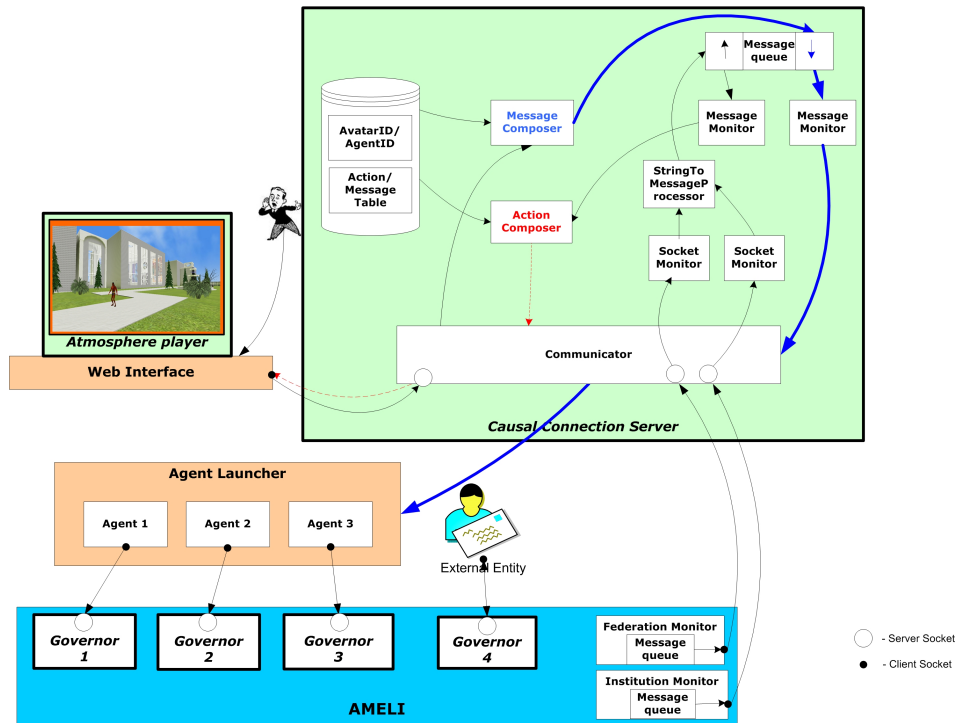 Message
queue
AvatarID/
AgentID
Action/
Message
Table
Message
Composer
Message
Monitor
Message
Monitor
StringTo
MessageP
rocessor
Action
Composer
Socket
Monitor
Socket
Monitor
Communicator
Causal Connection Server
Atmosphere player
Web Interface
Agent Launcher
Agent 1
Agent 2
Agent 3
External Entity
Governor
1
Governor
2
Governor
3
Governor
4
Federation Monitor
Message
queue
Institution Monitor
Message
queue
AMELI
- Server Socket
- Client Socket